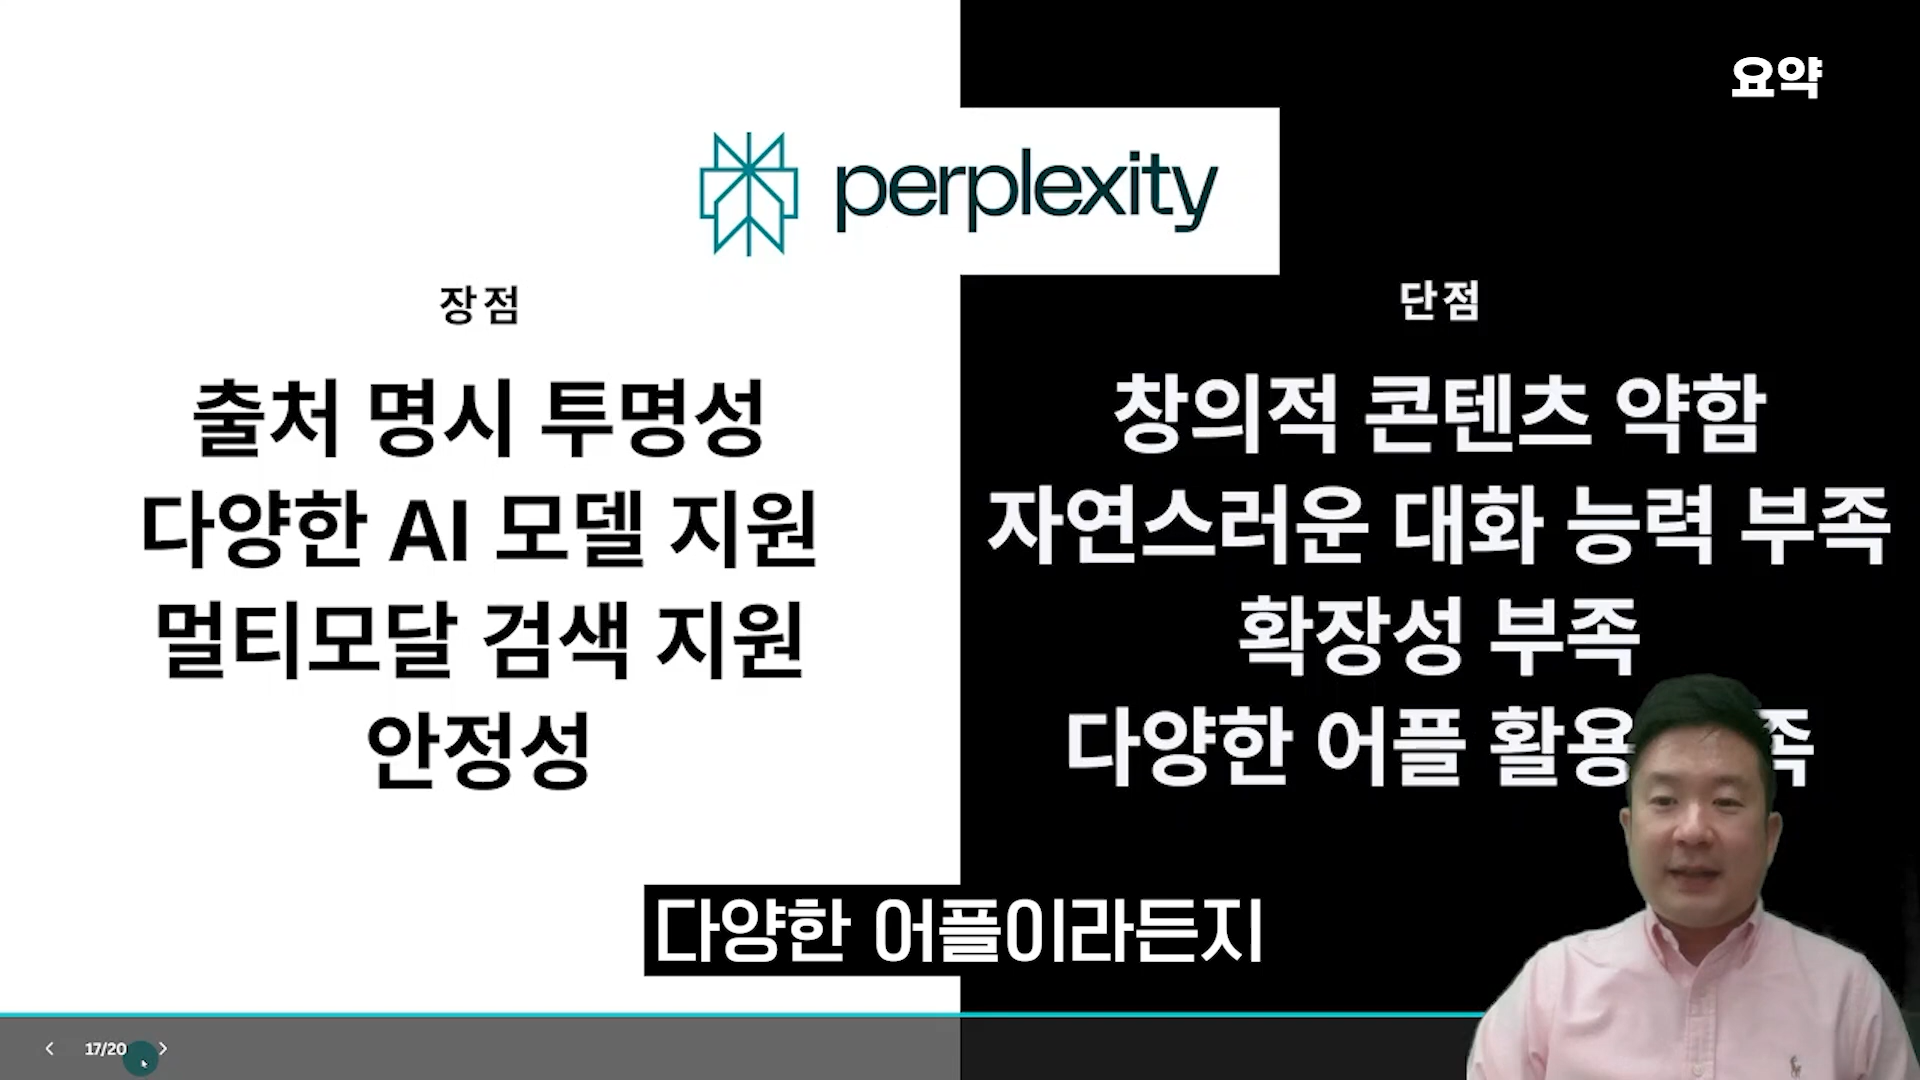 요약
perplexity
장점
출처 명시 투명성
다양한 AI 모델 지원
멀티모달 검색 지원
안정성
단점
창의적 콘텐츠 약함
자연스러운 대화 능력 부족
확장성 부족
다양한 어플 활용
다양한 어플이라든지
17/20